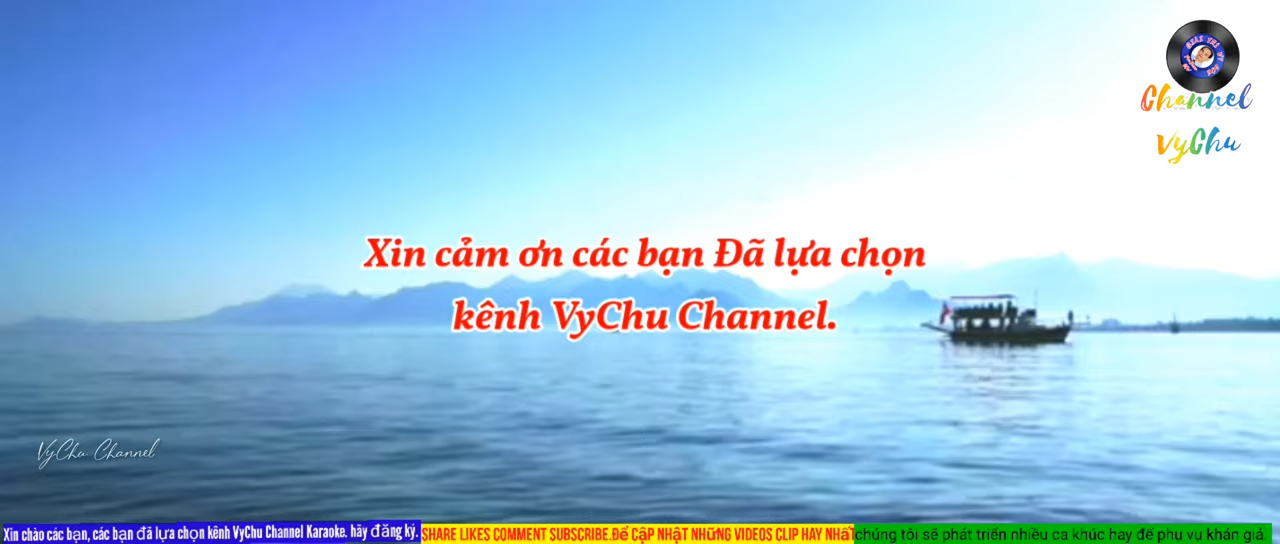 Channel
VyChu
Xin cảm ơn các bạn Đã lựa chọn
kênh VyChu Channel.
VyChu Channel
Xin chào các bạn, các bạn đã lựa chọn kênh VyChu Channel Karaoke. hãy đăng ký. SHARE LIKES COMMENT SUBSCRIBE.Để CẬP NHẬT NHỮNG VIDEOS CLIP HAY NHẤT chúng tôi sẽ phát triển nhiều ca khúc hay để phụ vụ khán giả.